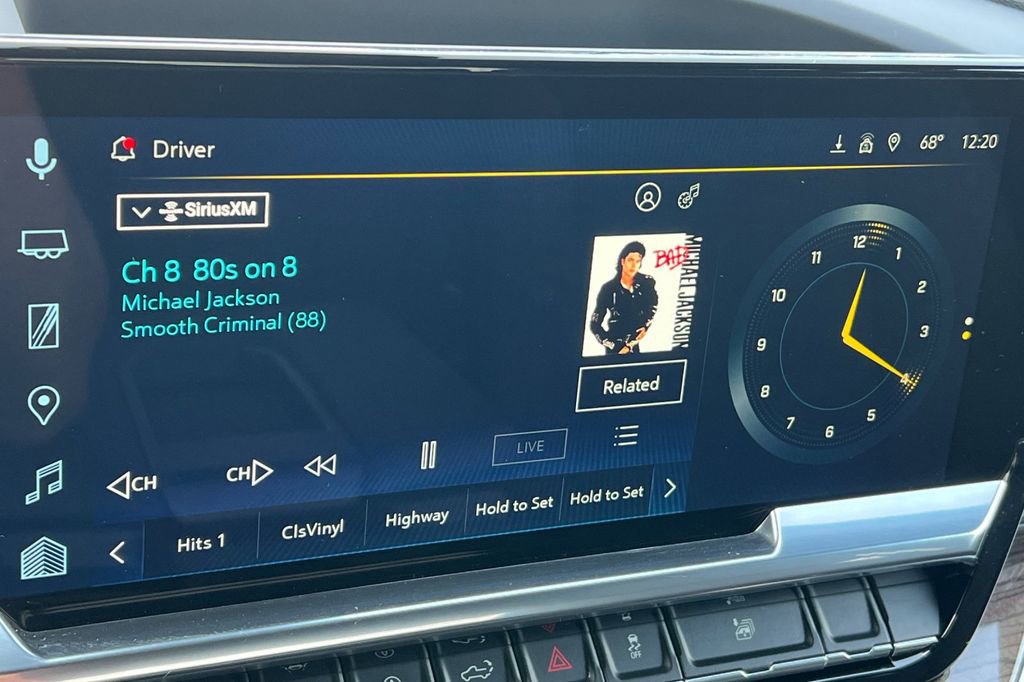 Driver
68° 12:20
SiriusXM
Ch 8 80s on 8
Michael Jackson
Smooth Criminal (88)
BAD
MICHAEL JACKSON
Related
12
1
2
3
4
5
6
7
8
9
10
11
CH CH LIVE
Hits 1 ClsVinyl Highway Hold to Set Hold to Set
OFF